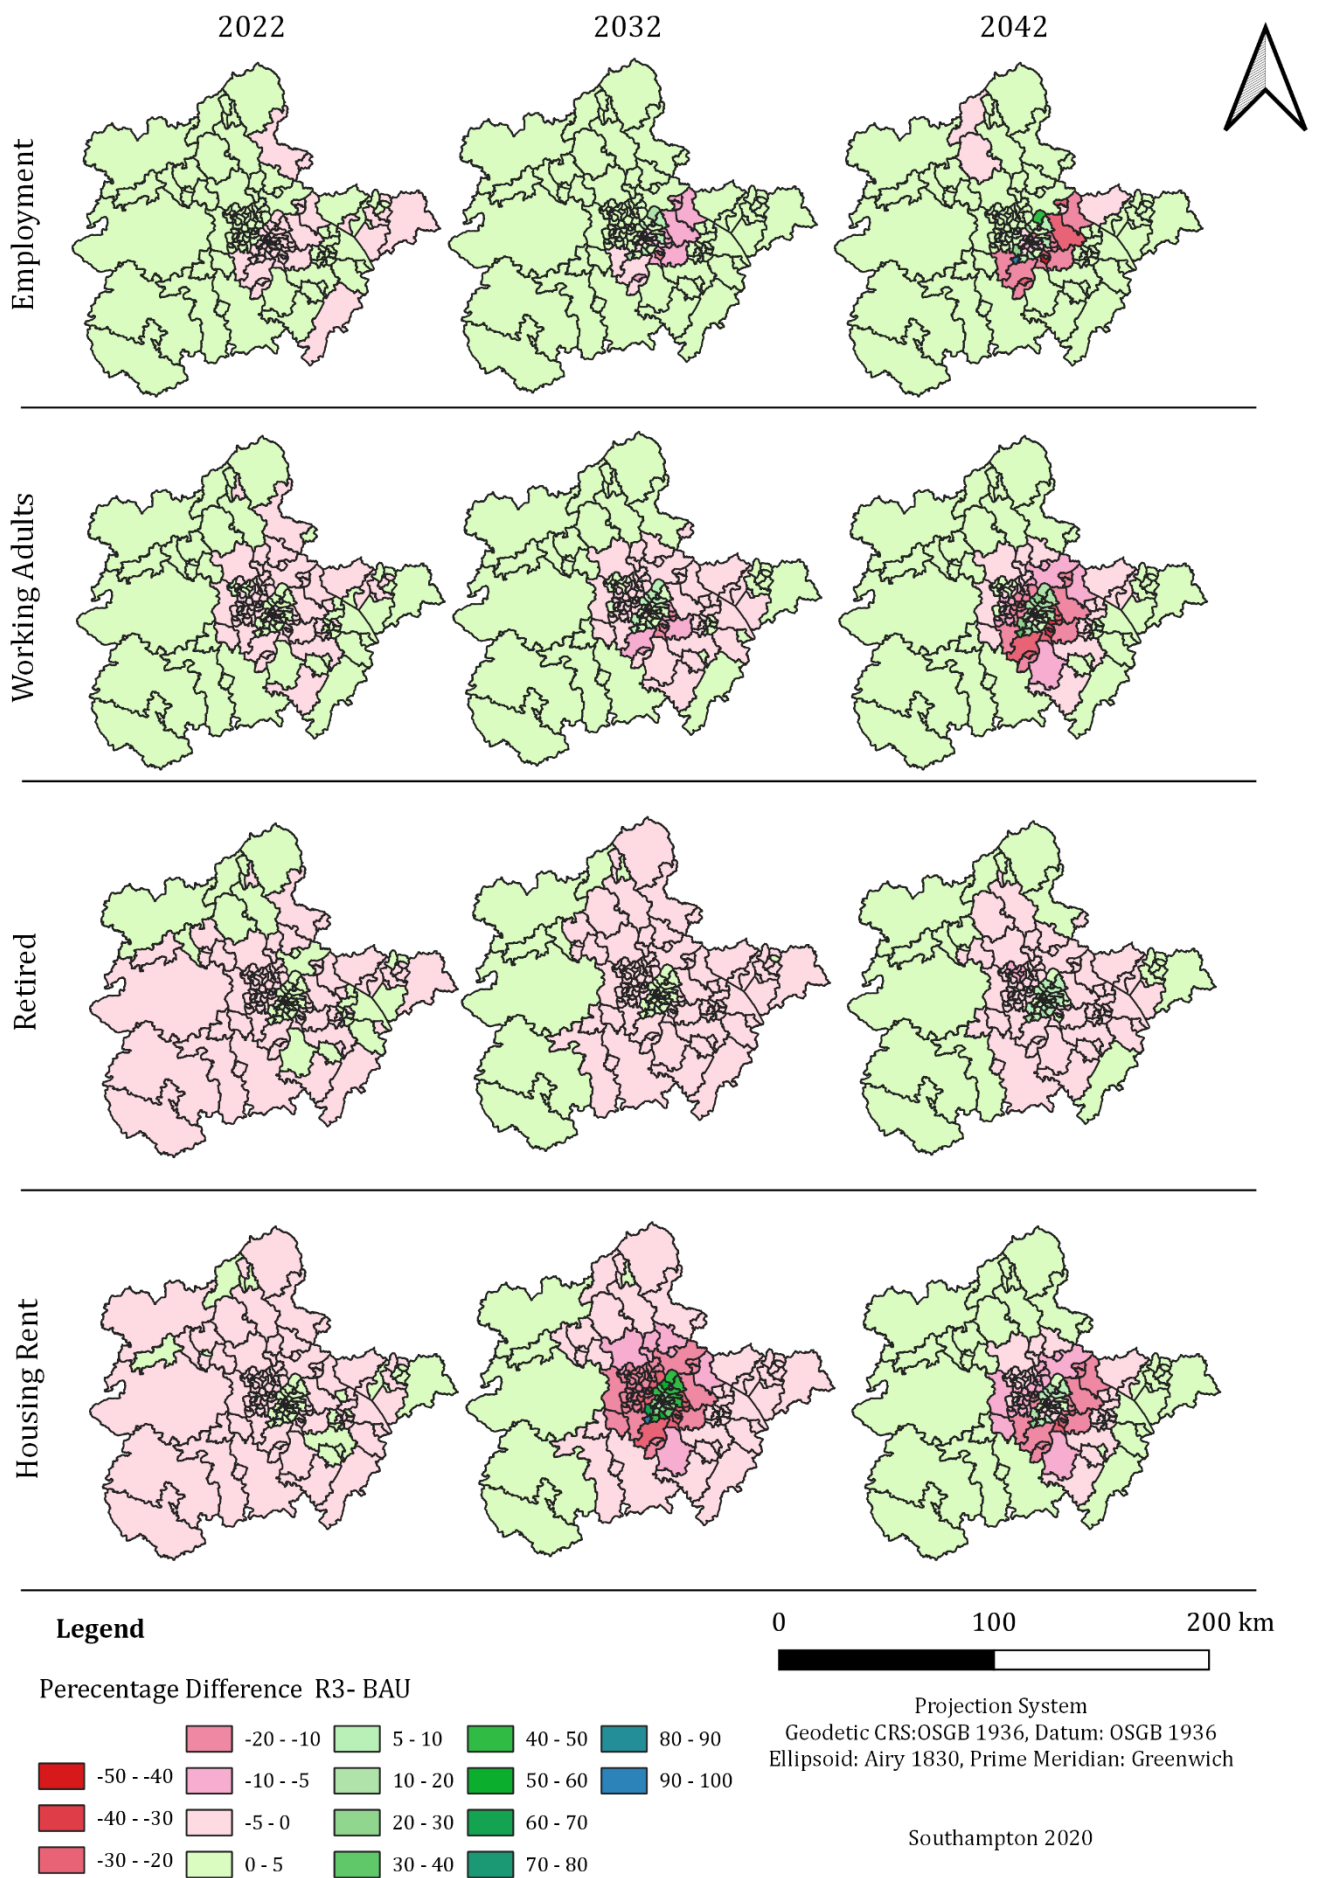 2022
2032
2042
Employment
Working Adults
Retired
Housing Rent
Legend
0
100
200 km
Perecentage Difference R3- BAU
-50 - -40
-40 - -30
-30 - -20
-20 - -10
-10 - -5
-5 - 0
0 - 5
5 - 10
10 - 20
20 - 30
30 - 40
40 - 50
50 - 60
60 - 70
70 - 80
80 - 90
90 - 100
Projection System
Geodetic CRS:OSGB 1936, Datum: OSGB 1936
Ellipsoid: Airy 1830, Prime Meridian: Greenwich
Southampton 2020